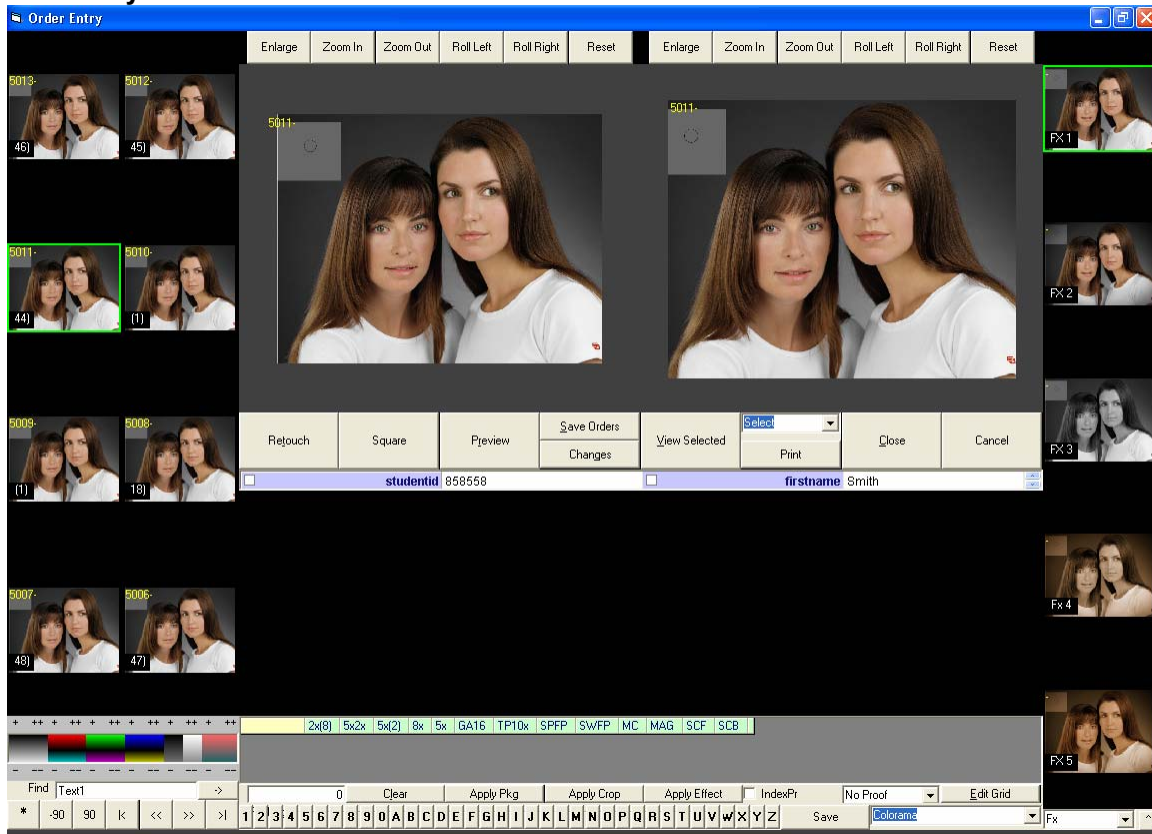 Order Entry
Enlarge Zoom In Zoom Out Roll Left Roll Right Reset Enlarge Zoom In Zoom Out Roll Left Roll Right Reset
5013- 5012-
46) 45)
5011- 5011-
FX 1
5011- 5010-
44) (1)
FX 2
5009- 5008-
(1) 18)
FX 3
Retouch Square Preview Save Orders View Selected Select Close Cancel
Changes Print
studentid 858558 firstname Smith
5007- 5006-
48) 47)
Fx 4
+ ++ + ++ + ++ + ++ + ++ + ++
2x(8) 5x2x 5x(2) 8x 5x GA16 TP10x SPFP SWFP MC MAG SCF SCB
FX 5
- -- - -- - -- - -- - -- - --
Find Text1 ->
0 Clear Apply Pkg Apply Crop Apply Effect IndexPr No Proof Edit Grid
* -90 90 |< << >> >|
1 2 3 4 5 6 7 8 9 0 A B C D E F G H I J K L M N O P Q R S T U V W X Y Z Save Colorama Fx ^